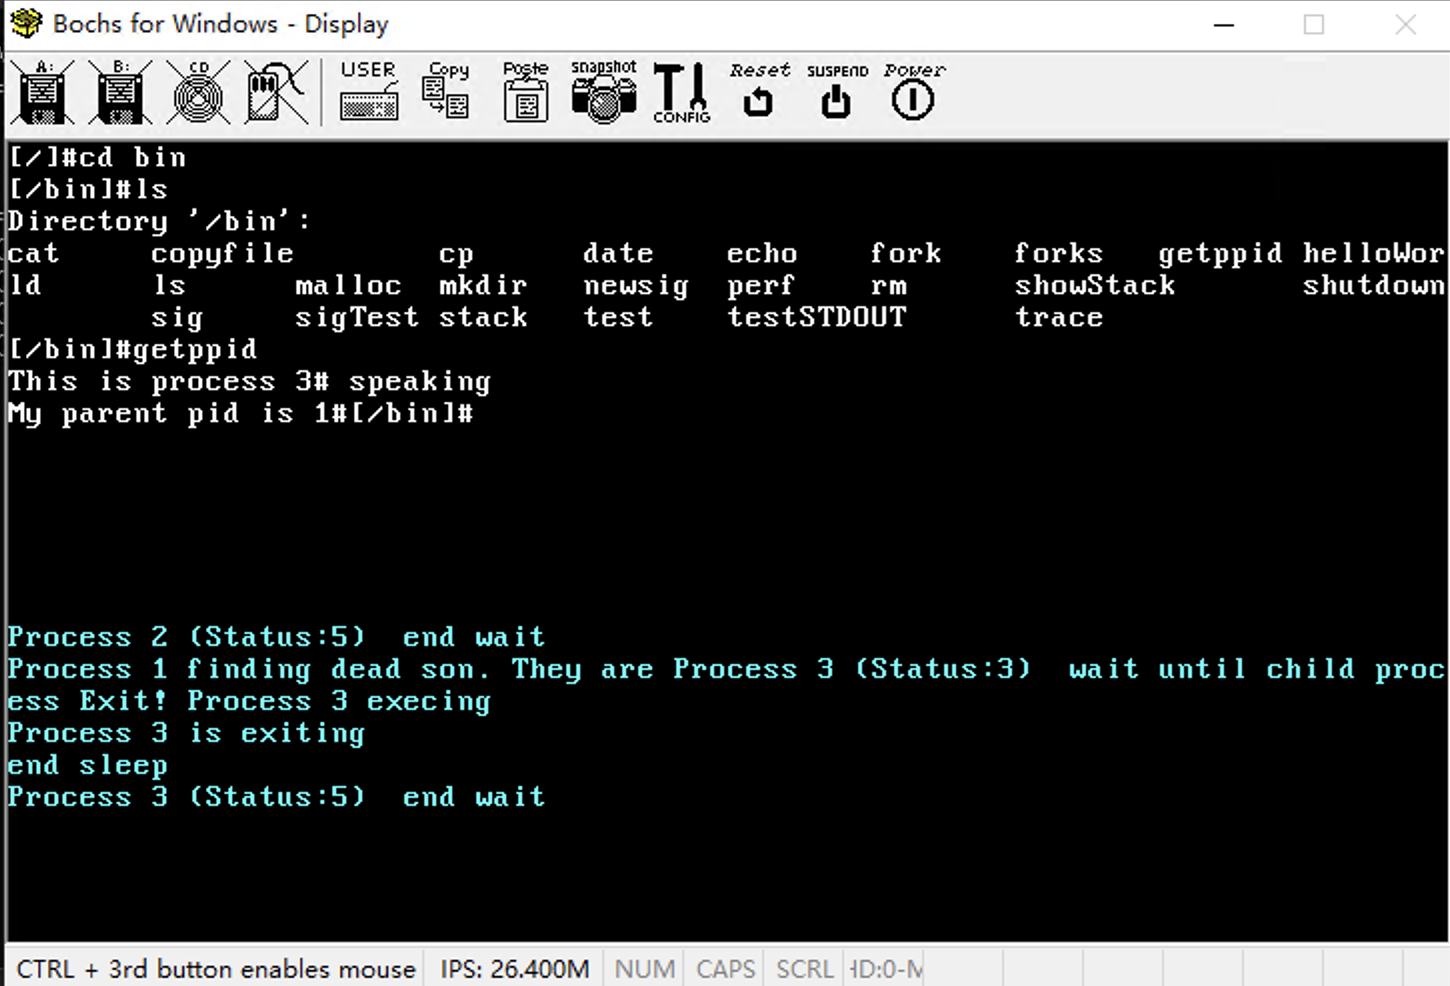 Bochs for Windows - Display
A: B: CD USER Copy Paste snapshot CONFIG Reset SUSPEND Power
[/]#cd bin
[/bin]#ls
Directory '/bin':
cat copyfile cp date echo fork forks getppid helloWor
ld ls malloc mkdir newsig perf rm showStack shutdown
sig sigTest stack test testSTDOUT trace
[/bin]#getppid
This is process 3# speaking
My parent pid is 1#[/bin]#
Process 2 (Status:5)  end wait
Process 1 finding dead son. They are Process 3 (Status:3)  wait until child proc
ess Exit! Process 3 execing
Process 3 is exiting
end sleep
Process 3 (Status:5)  end wait
CTRL + 3rd button enables mouse IPS: 26.400M NUM CAPS SCRL HD:0-M